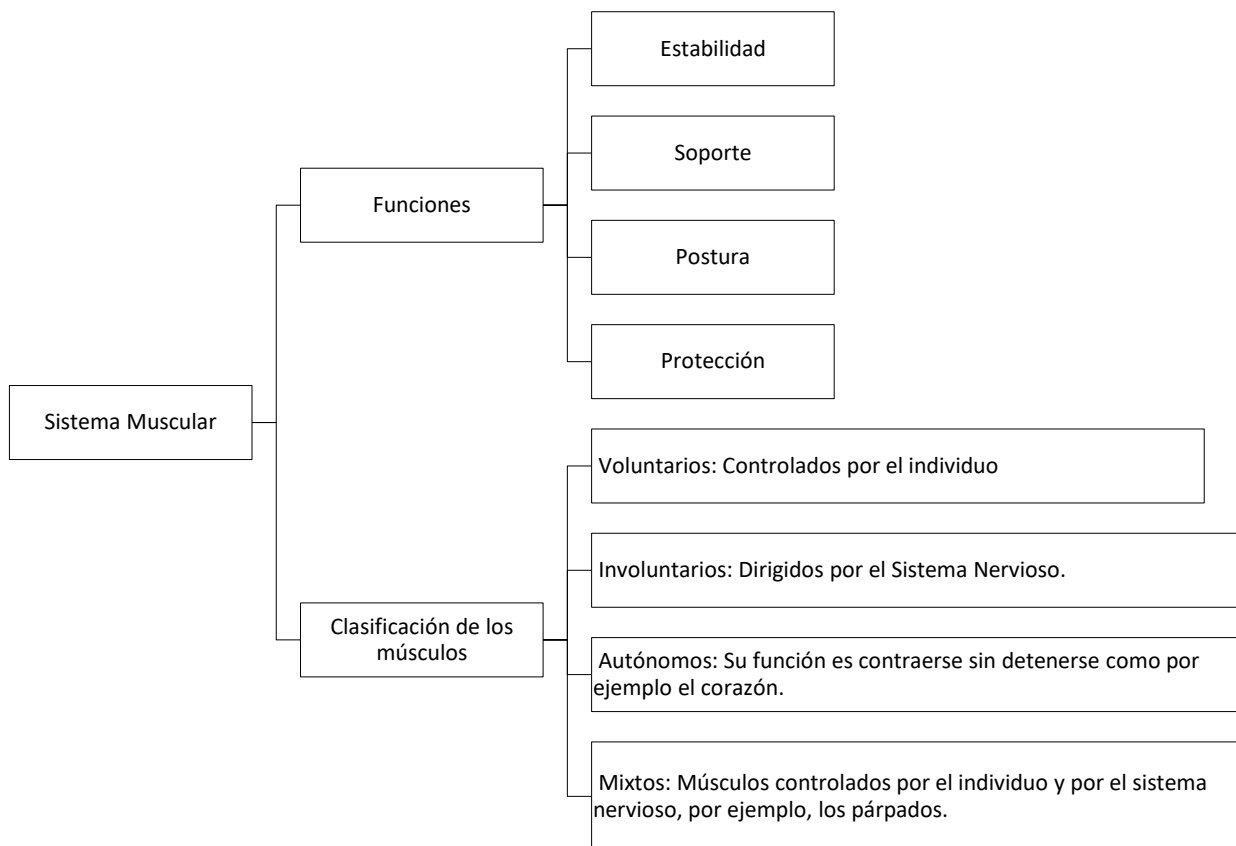 Estabilidad
Soporte
Funciones
Postura
Protección
Sistema Muscular
Voluntarios: Controlados por el individuo
Involuntarios: Dirigidos por el Sistema Nervioso.
Clasificación de los
músculos
Autónomos: Su función es contraerse sin detenerse como por
ejemplo el corazón.
Mixtos: Músculos controlados por el individuo y por el sistema
nervioso, por ejemplo, los párpados.